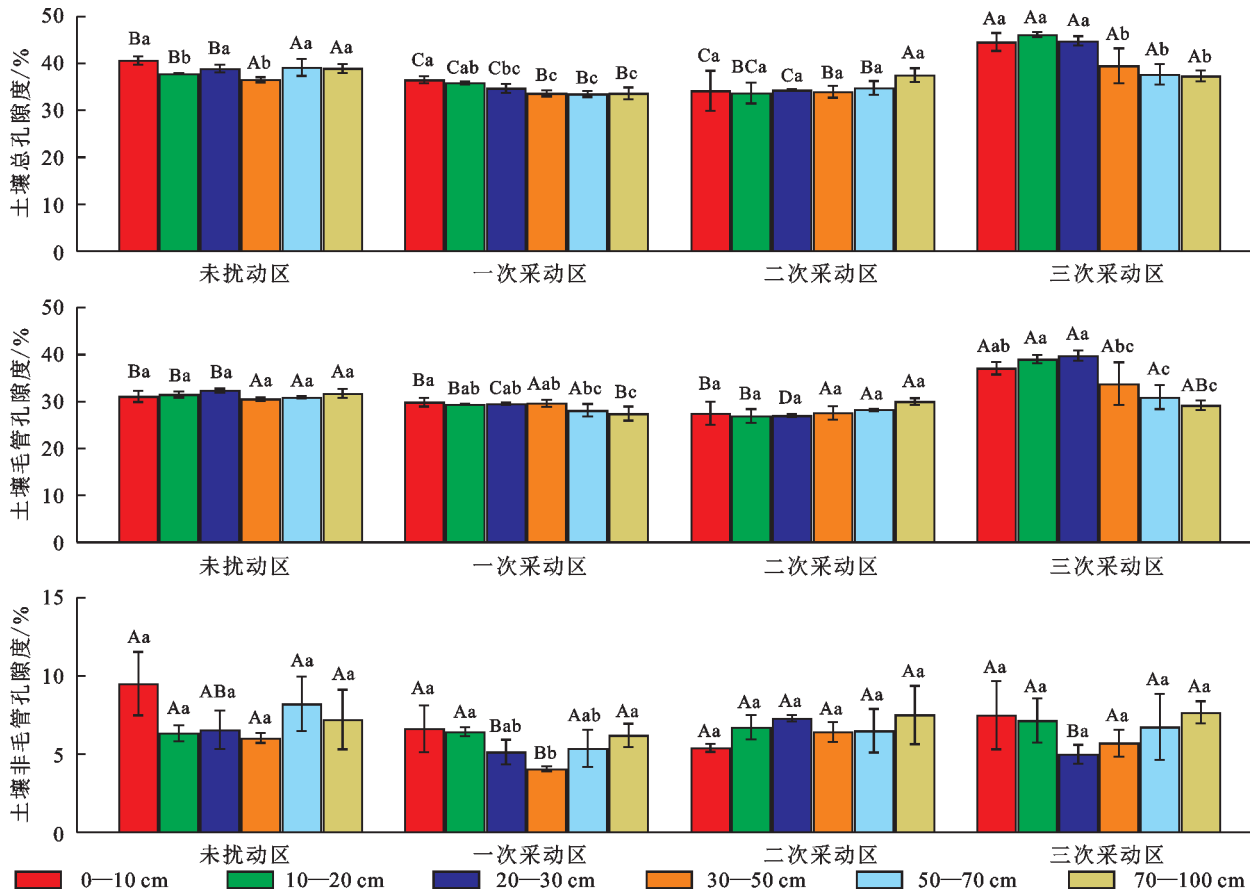 土壤总孔隙度/%
50
40
30
20
10
0
Ba Bb Ba Ab Aa Aa
Ca Cab Cbc Bc Bc Bc
Ca BCa Ca Ba Ba Aa
Aa Aa Aa Ab Ab Ab
未扰动区 一次采动区 二次采动区 三次采动区
土壤毛管孔隙度/%
50
40
30
20
10
0
Ba Ba Ba Aa Aa Aa
Ba Bab Cab Aab Abc Bc
Ba Ba Da Aa Aa Aa
Aab Aa Aa Abc Ac ABc
未扰动区 一次采动区 二次采动区 三次采动区
土壤非毛管孔隙度/%
15
10
5
0
Aa Aa ABa Aa Aa Aa
Aa Aa Bab Bb Aab Aa
Aa Aa Aa Aa Aa Aa
Aa Aa Ba Aa Aa Aa
未扰动区 一次采动区 二次采动区 三次采动区
0—10 cm 10—20 cm 20—30 cm 30—50 cm 50—70 cm 70—100 cm